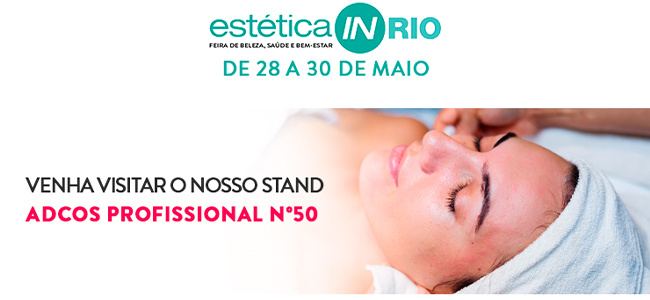 estética IN RIO
FEIRA DE BELEZA, SAÚDE E BEM-ESTAR
DE 28 A 30 DE MAIO
VENHA VISITAR O NOSSO STAND
ADCOS PROFISSIONAL Nº50